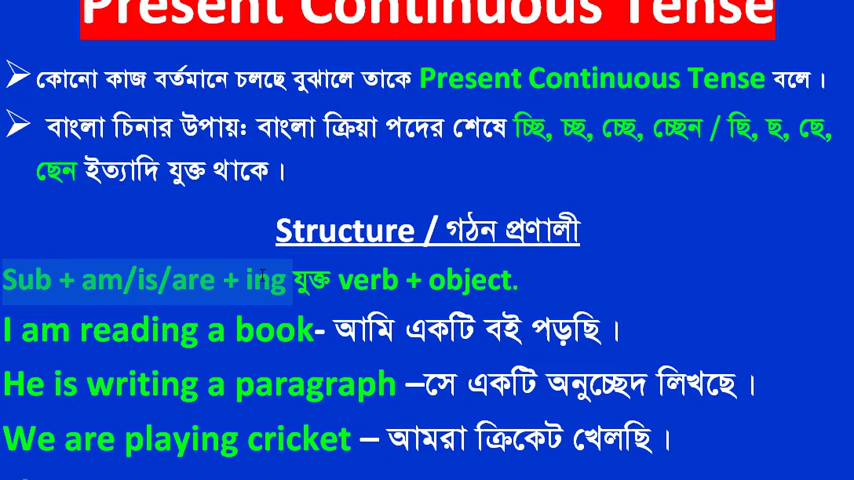 Present Continuous Tense
➢ কোনো কাজ বর্তমানে চলছে বুঝালে তাকে Present Continuous Tense বলে।
➢ বাংলা চিনার উপায়ঃ বাংলা ক্রিয়া পদের শেষে চ্ছি, চ্ছ, চ্ছে, চ্ছেন / ছি, ছ, ছে,
ছেন ইত্যাদি যুক্ত থাকে।
Structure / গঠন প্রণালী
Sub + am/is/are + ing যুক্ত verb + object.
I am reading a book- আমি একটি বই পড়ছি।
He is writing a paragraph –সে একটি অনুচ্ছেদ লিখছে।
We are playing cricket – আমরা ক্রিকেট খেলছি।